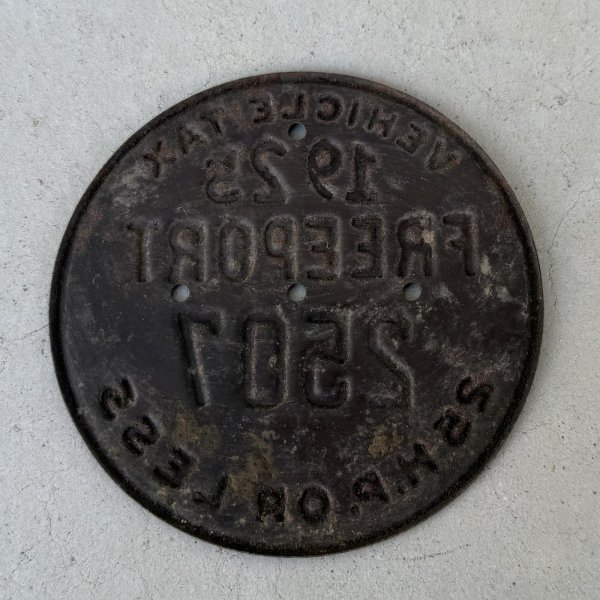 VEHICLE TAX
1925
FREEPORT
2507
25 H.P. OR LESS